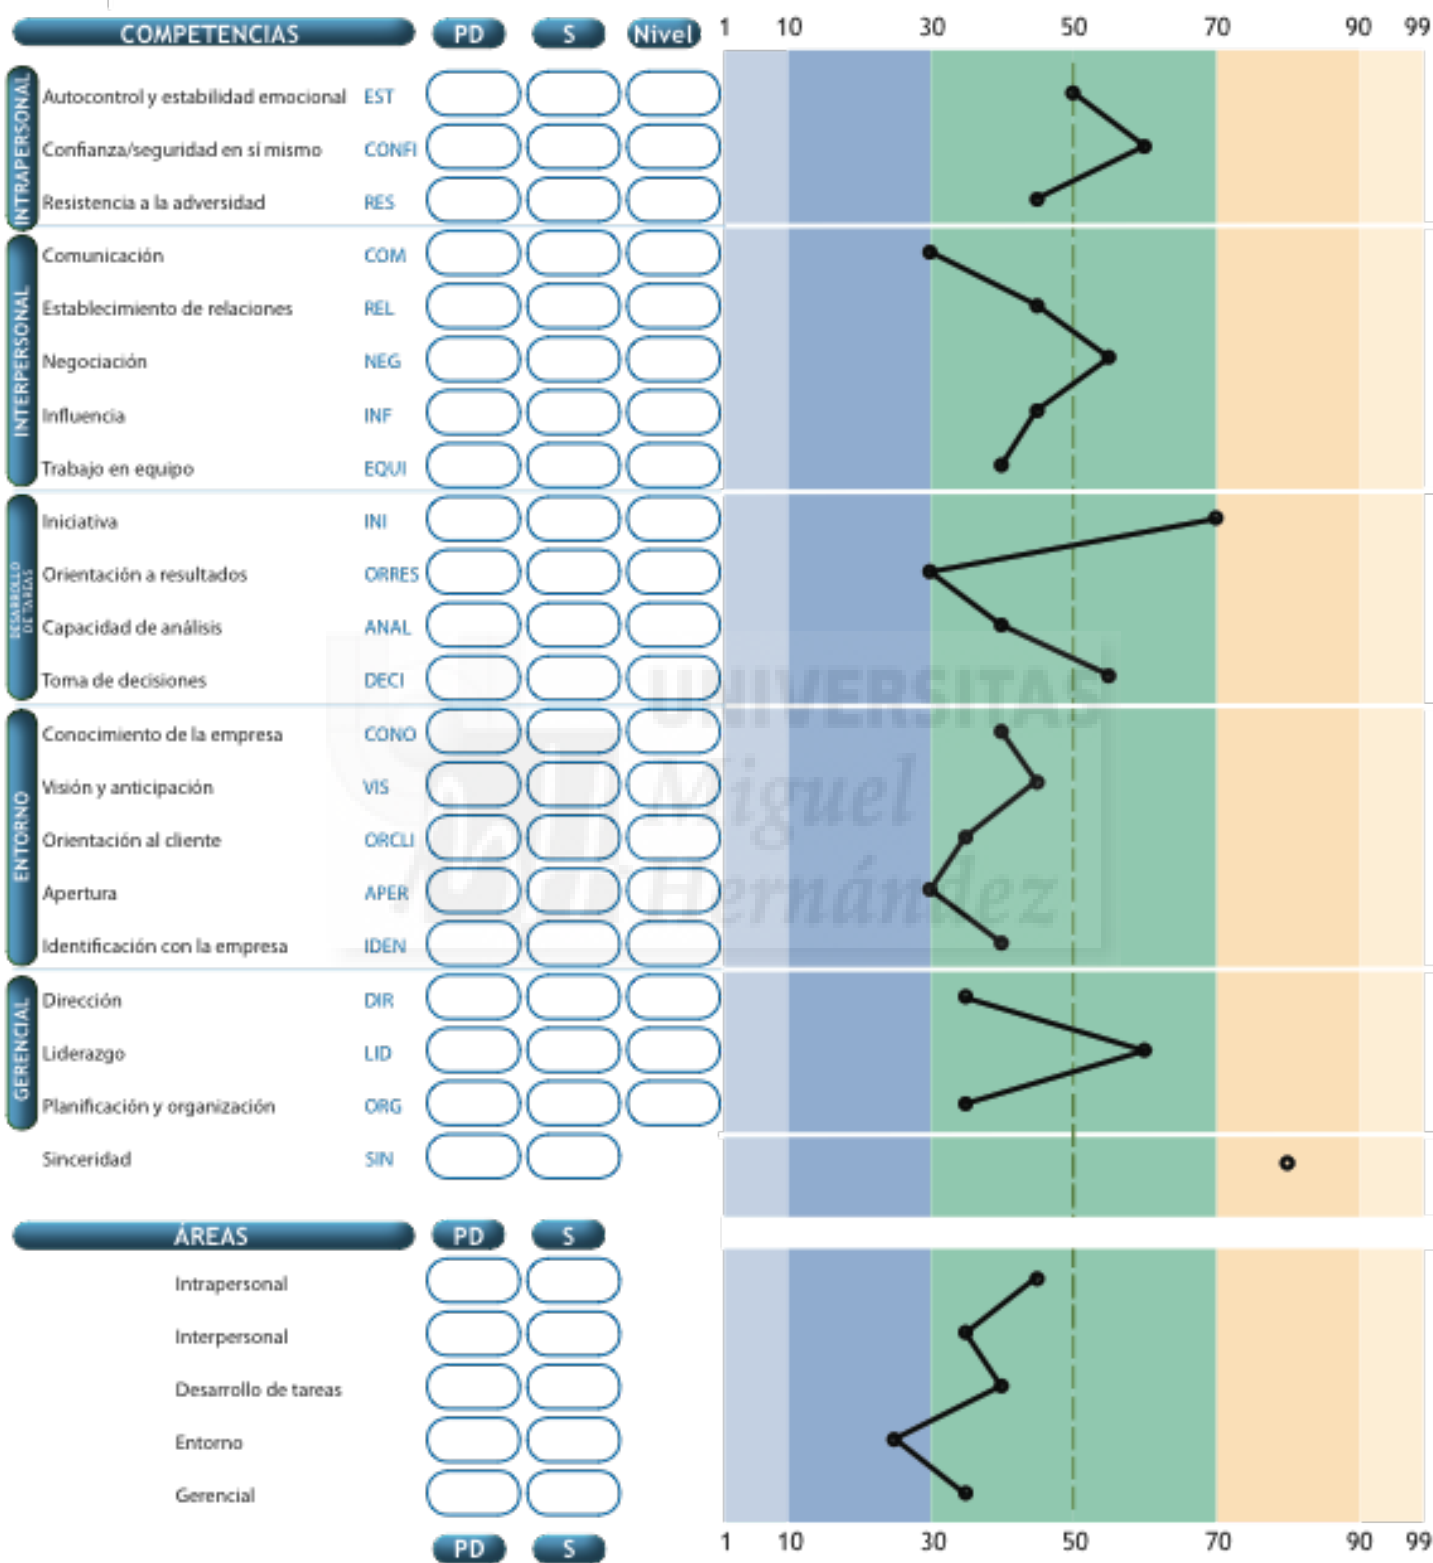 COMPETENCIAS PD S Nivel 1 10 30 50 70 90 99
INTRAPERSONAL
Autocontrol y estabilidad emocional EST
Confianza/seguridad en sí mismo CONFI
Resistencia a la adversidad RES
INTERPERSONAL
Comunicación COM
Establecimiento de relaciones REL
Negociación NEG
Influencia INF
Trabajo en equipo EQUI
DESARROLLO
DE TAREAS
Iniciativa INI
Orientación a resultados ORRES
Capacidad de análisis ANAL
Toma de decisiones DECI
ENTORNO
Conocimiento de la empresa CONO
Visión y anticipación VIS
Orientación al cliente ORCLI
Apertura APER
Identificación con la empresa IDEN
GERENCIAL
Dirección DIR
Liderazgo LID
Planificación y organización ORG
Sinceridad SIN
UNIVERSITAS
Miguel
Hernández
ÁREAS PD S
Intrapersonal
Interpersonal
Desarrollo de tareas
Entorno
Gerencial
PD S 1 10 30 50 70 90 99